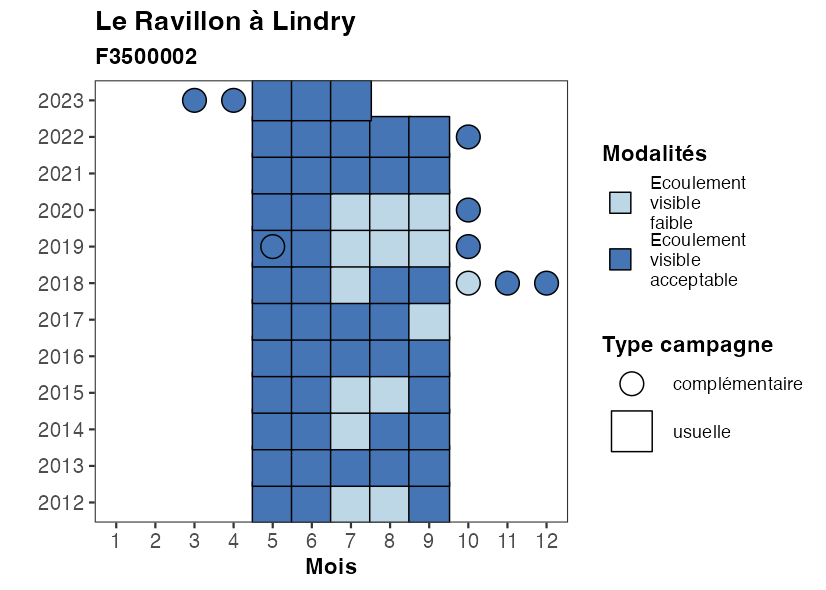 Le Ravillon à Lindry
F3500002
2023
2022
2021
2020
2019
2018
2017
2016
2015
2014
2013
2012
1 2 3 4 5 6 7 8 9 10 11 12
Mois
Modalités
Ecoulement
visible
faible
Ecoulement
visible
acceptable
Type campagne
complémentaire
usuelle